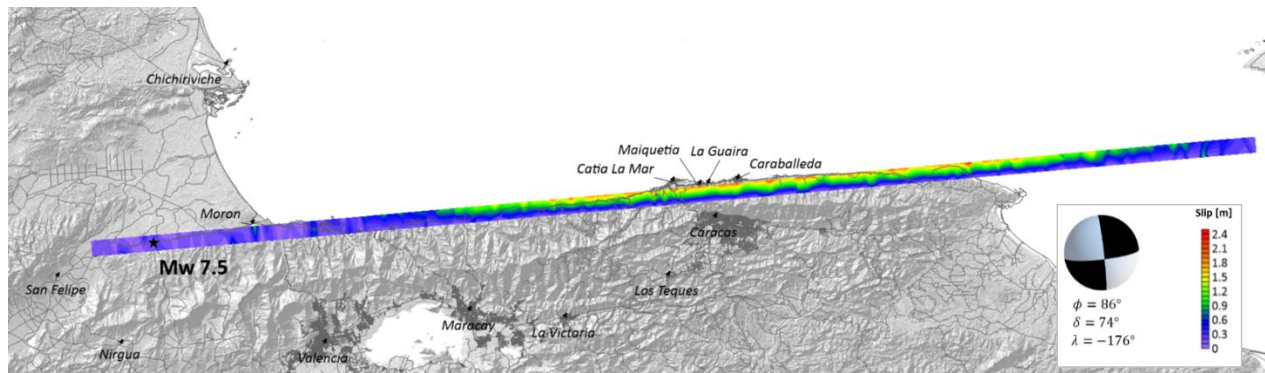 Chichiriviche
Maiquetia
La Guaira
Catia La Mar
Caraballeda
Moron
Caracas
Mw 7.5
San Felipe
Los Teques
Maracay
La Victoria
Nirgua
Valencia
Slip [m]
2.4
2.1
1.8
1.5
1.2
0.9
0.6
0.3
0
ϕ = 86°
δ = 74°
λ = −176°